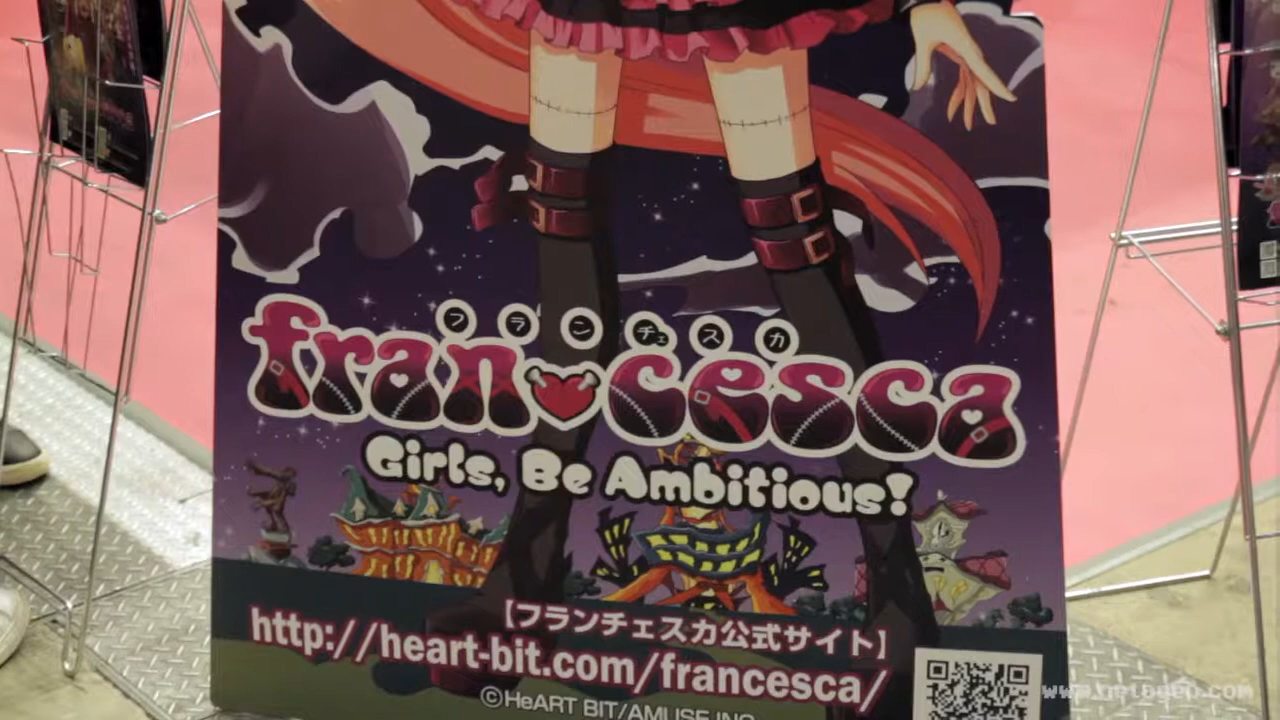 フランチェスカ
francesca
Girls, Be Ambitious!
【フランチェスカ公式サイト】
http://heart-bit.com/francesca/
©HeART BIT/AMUSE INC